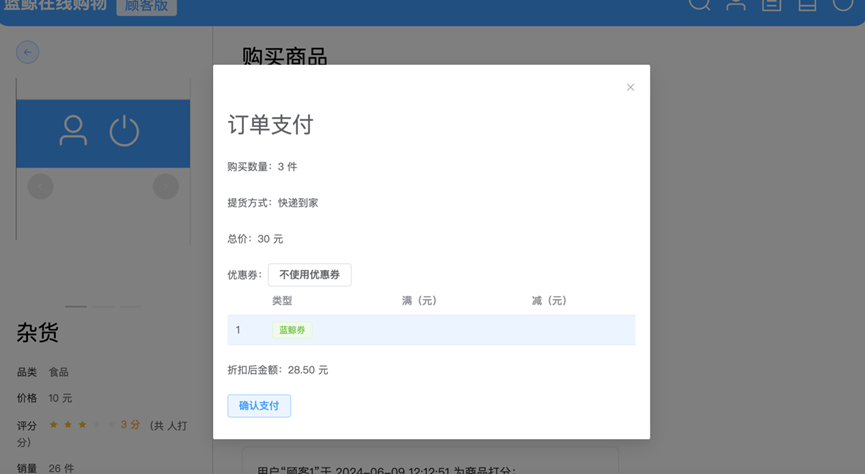 蓝鲸在线购物 顾客版
购买商品
订单支付
购买数量：3 件
提货方式：快递到家
总价：30 元
优惠券： 不使用优惠券
类型 满（元） 减（元）
1 蓝鲸券
折扣后金额：28.50 元
确认支付
杂货
品类 食品
价格 10 元
评分 3 分 （共 人打
分）
销量 26 件
用户“顾客1”于 2024-06-09 12:12:51 为商品打分：